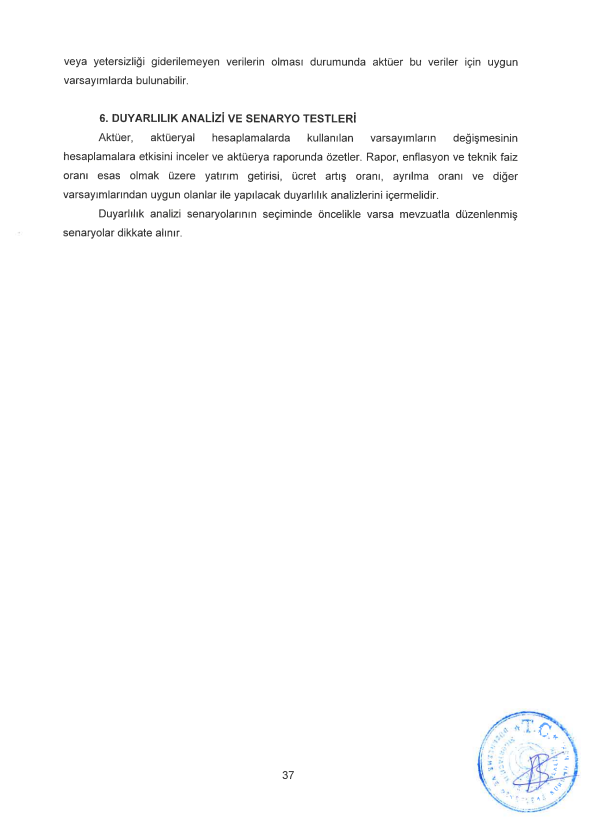 veya yetersizliği giderilemeyen verilerin olması durumunda aktüer bu veriler için uygun
varsayımlarda bulunabilir.
6. DUYARLILIK ANALİZİ VE SENARYO TESTLERİ
Aktüer, aktüeryal hesaplamalarda kullanılan varsayımların değişmesinin
hesaplamalara etkisini inceler ve aktüerya raporunda özetler. Rapor, enflasyon ve teknik faiz
oranı esas olmak üzere yatırım getirisi, ücret artış oranı, ayrılma oranı ve diğer
varsayımlarından uygun olanlar ile yapılacak duyarlılık analizlerini içermelidir.
Duyarlılık analizi senaryolarının seçiminde öncelikle varsa mevzuatla düzenlenmiş
senaryolar dikkate alınır.
37
T.C.